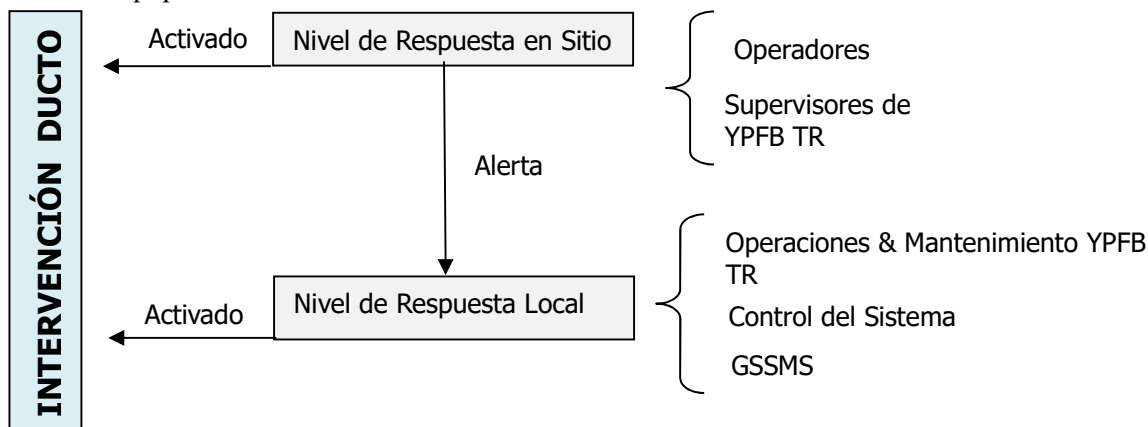 INTERVENCIÓN DUCTO
Activado
Nivel de Respuesta en Sitio
Operadores
Supervisores de
YPFB TR
Alerta
Operaciones & Mantenimiento YPFB
TR
Activado
Nivel de Respuesta Local
Control del Sistema
GSSMS